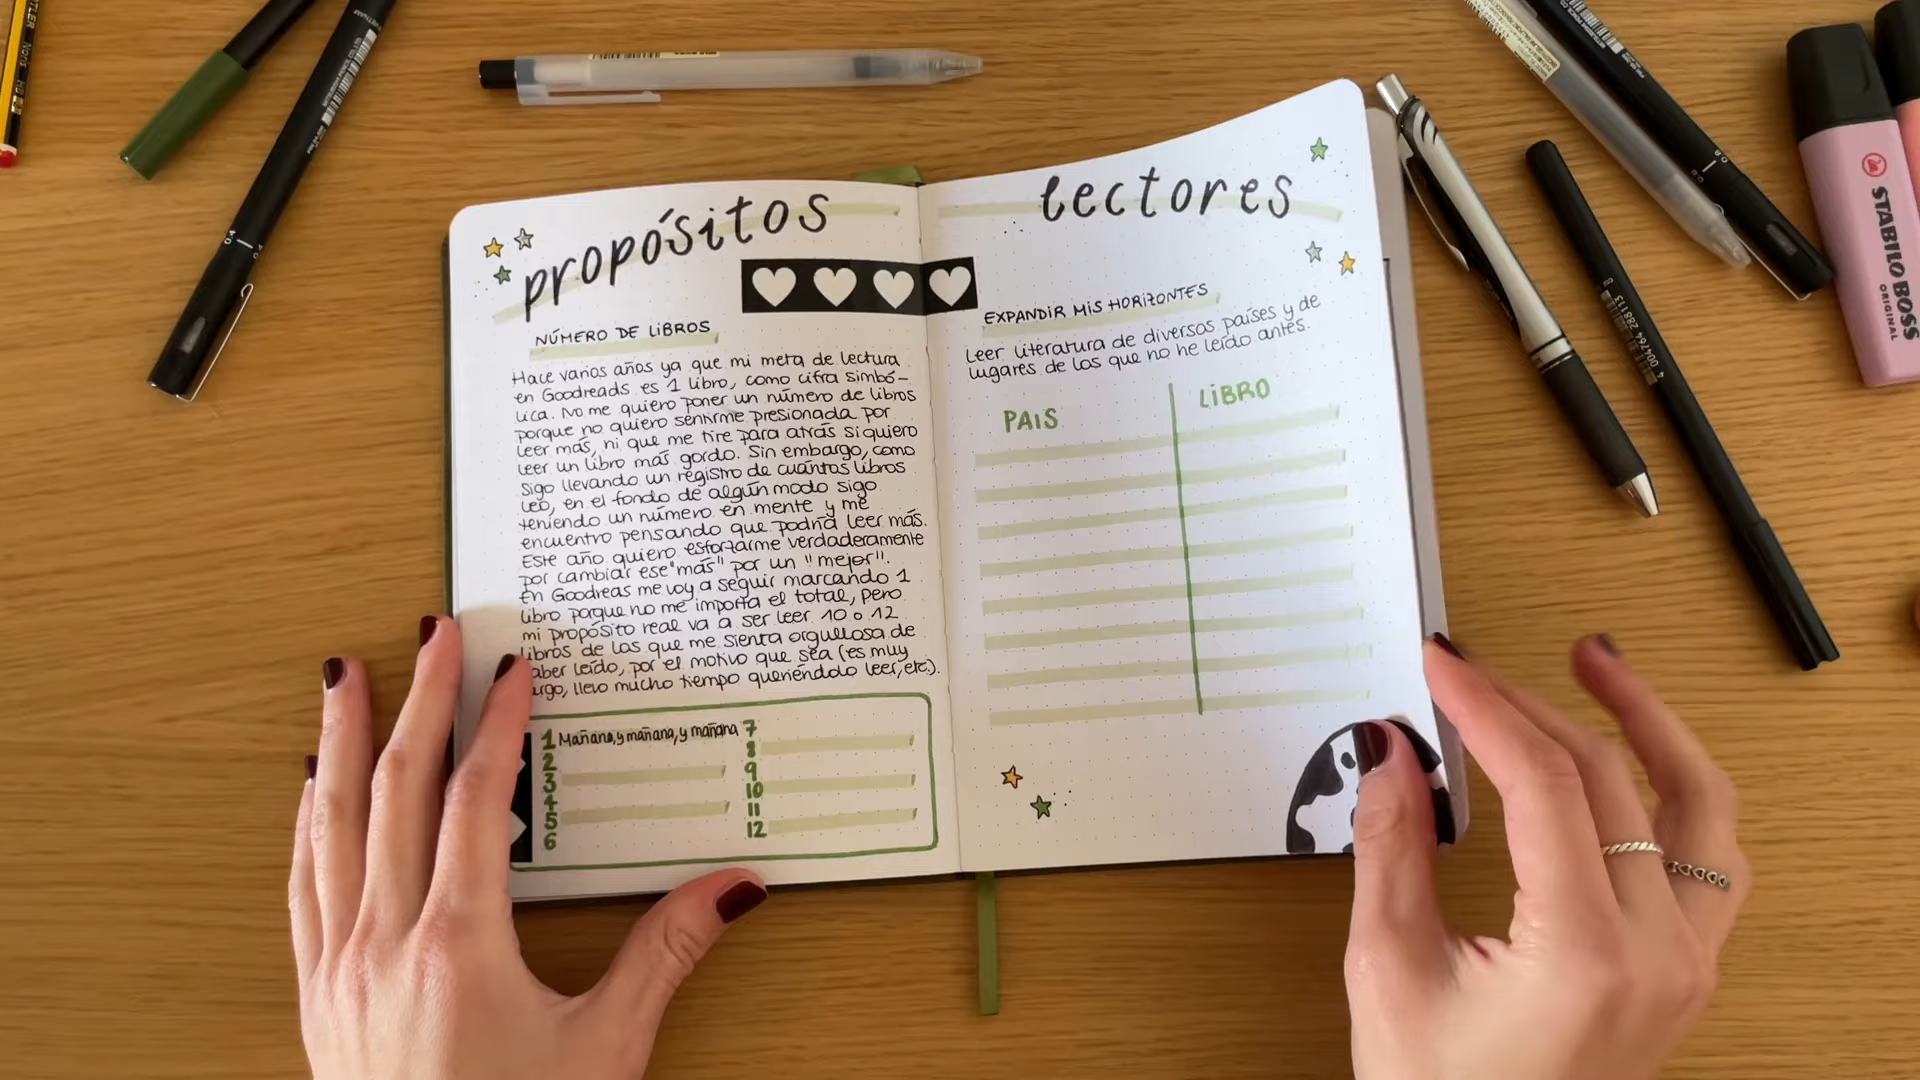 propósitos
lectores
NÚMERO DE LIBROS
Hace varios años ya que mi meta de lectura
en Goodreads es 1 libro, como cifra simbó-
lica. No me quiero poner un número de libros
porque no quiero sentirme presionada por
leer más, ni que me tire para atrás si quiero
leer un libro más gordo. Sin embargo, como
sigo llevando un registro de cuántos libros
leo, en el fondo de algún modo sigo
teniendo un número en mente y me
encuentro pensando que podría leer más.
Este año quiero esforzarme verdaderamente
por cambiar ese "más" por un "mejor".
En Goodreas me voy a seguir marcando 1
libro porque no me importa el total, pero
mi propósito real va a ser leer 10 o 12
libros de los que me sienta orgullosa de
aber leído, por el motivo que sea (es muy
argo, llevo mucho tiempo queriéndolo leer, etc).
1 Mañana, y mañana, y mañana
2
3
4
5
6
7
8
9
10
11
12
EXPANDIR MIS HORIZONTES
Leer literatura de diversos países y de
lugares de los que no he leído antes.
PAIS
LIBRO
STABILO BOSS
ORIGINAL
4 004764 288113